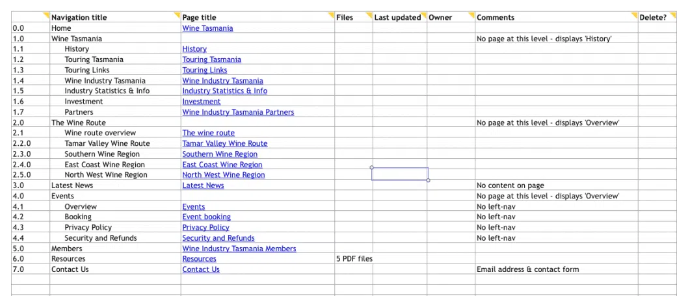 Navigation title Page title Files Last updated Owner Comments Delete?
0.0 Home Wine Tasmania
1.0 Wine Tasmania No page at this level - displays 'History'
1.1 History History
1.2 Touring Tasmania Touring Tasmania
1.3 Touring Links Touring Links
1.4 Wine Industry Tasmania Wine Industry Tasmania
1.5 Industry Statistics & Info Industry Statistics & Info
1.6 Investment Investment
1.7 Partners Wine Industry Tasmania Partners
2.0 The Wine Route No page at this level - displays 'Overview'
2.1 Wine route overview The wine route
2.2.0 Tamar Valley Wine Route Tamar Valley Wine Route
2.3.0 Southern Wine Region Southern Wine Region
2.4.0 East Coast Wine Region East Coast Wine Region
2.5.0 North West Wine Region North West Wine Region
3.0 Latest News Latest News No content on page
4.0 Events No page at this level - displays 'Overview'
4.1 Overview Events No left-nav
4.2 Booking Event booking No left-nav
4.3 Privacy Policy Privacy Policy No left-nav
4.4 Security and Refunds Security and Refunds No left-nav
5.0 Members Wine Industry Tasmania Members
6.0 Resources Resources 5 PDF files
7.0 Contact Us Contact Us Email address & contact form